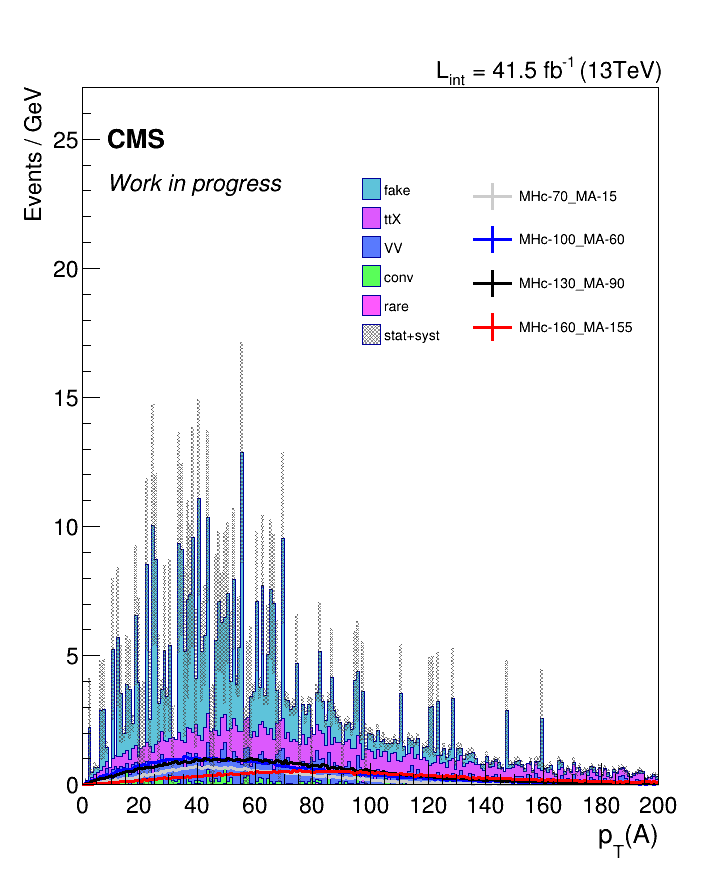 L_int = 41.5 fb^-1 (13TeV)
Events / GeV
CMS
Work in progress
fake
ttX
VV
conv
rare
stat+syst
MHc-70_MA-15
MHc-100_MA-60
MHc-130_MA-90
MHc-160_MA-155
25
20
15
10
5
0
0 20 40 60 80 100 120 140 160 180 200
p_T(A)